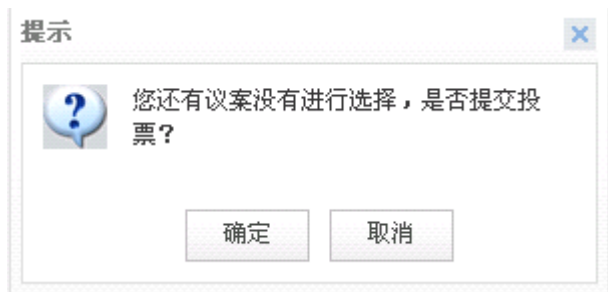 提示
您还有议案没有进行选择，是否提交投
票？
确定
取消